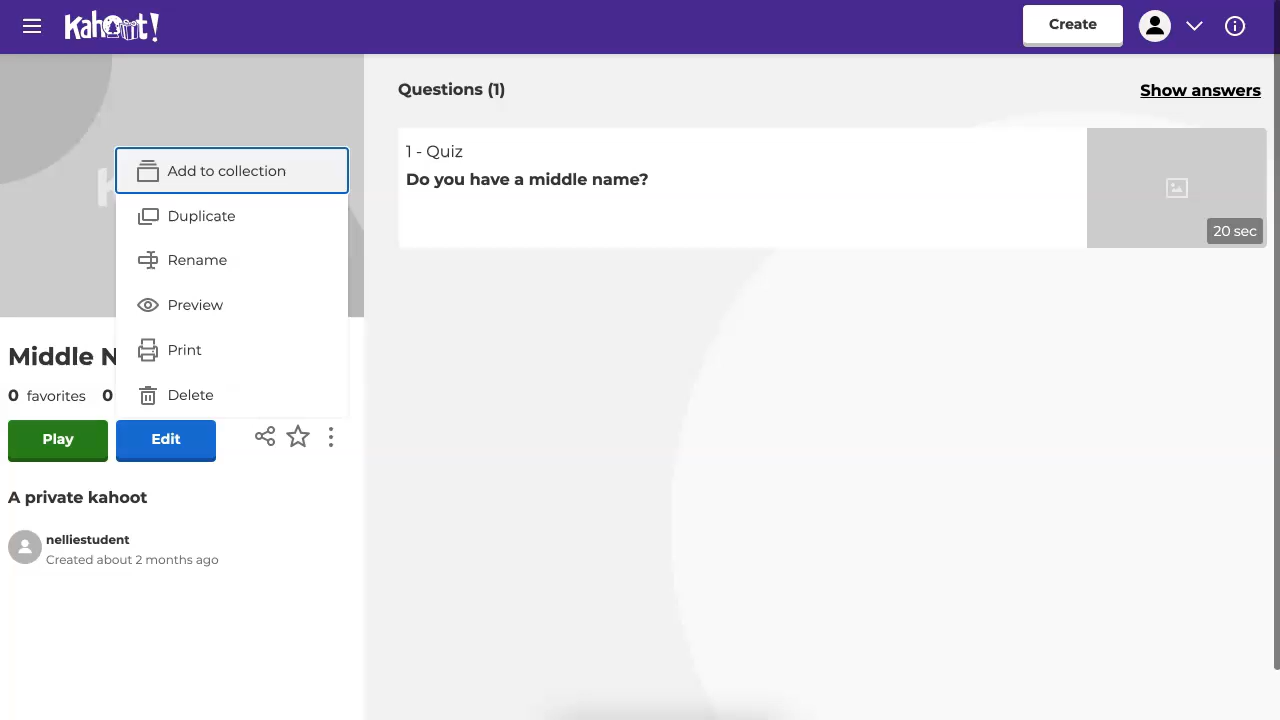 Kahoot!
Create
Questions (1)
Show answers
1 - Quiz
Do you have a middle name?
20 sec
Add to collection
Duplicate
Rename
Preview
Print
Delete
Middle N
0 favorites 0
Play
Edit
A private kahoot
nelliestudent
Created about 2 months ago